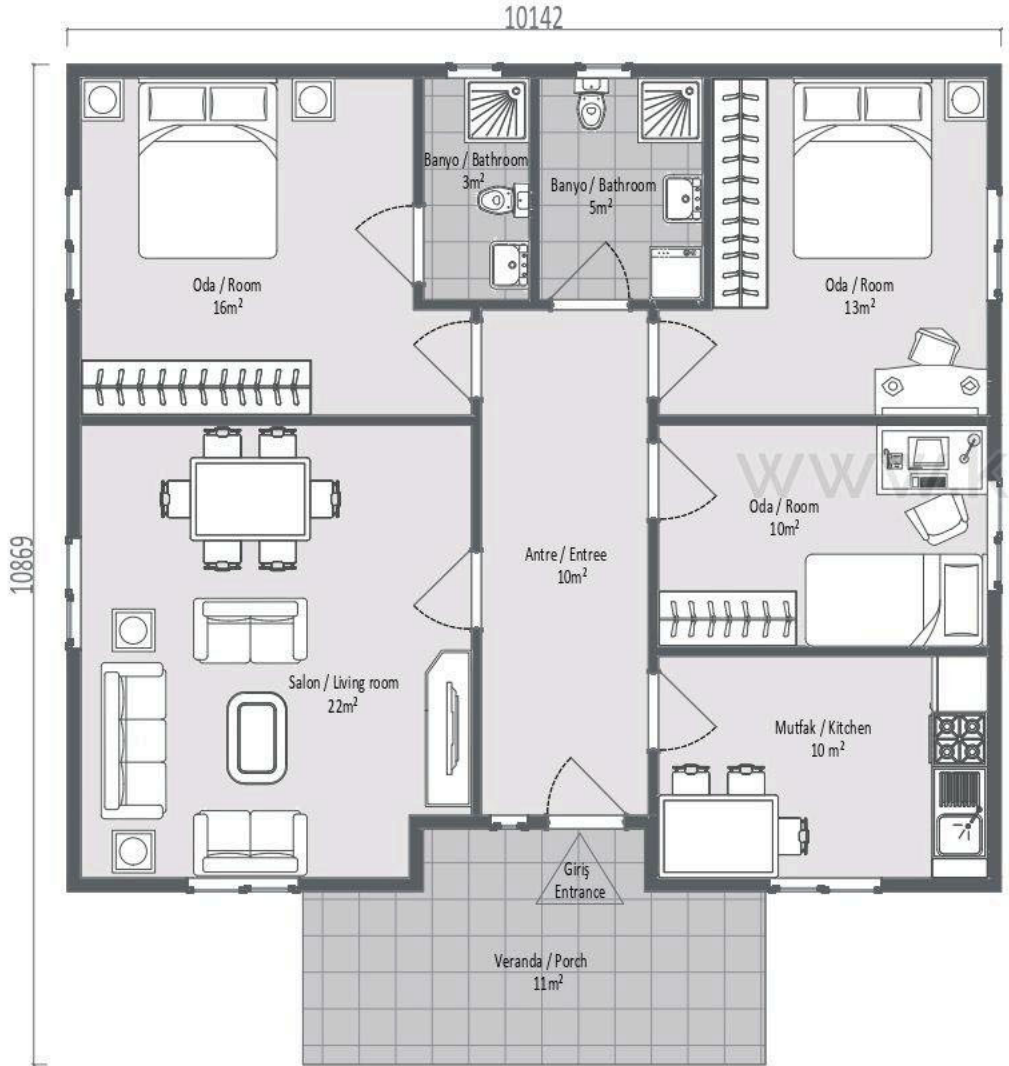 10142
Banyo / Bathroom
3m²
Banyo / Bathroom
5m²
Oda / Room
16m²
Oda / Room
13m²
www.k
Oda / Room
10m²
10869
Antre / Entree
10m²
Salon / Living room
22m²
Mutfak / Kitchen
10 m²
Giriş
Entrance
Veranda / Porch
11m²